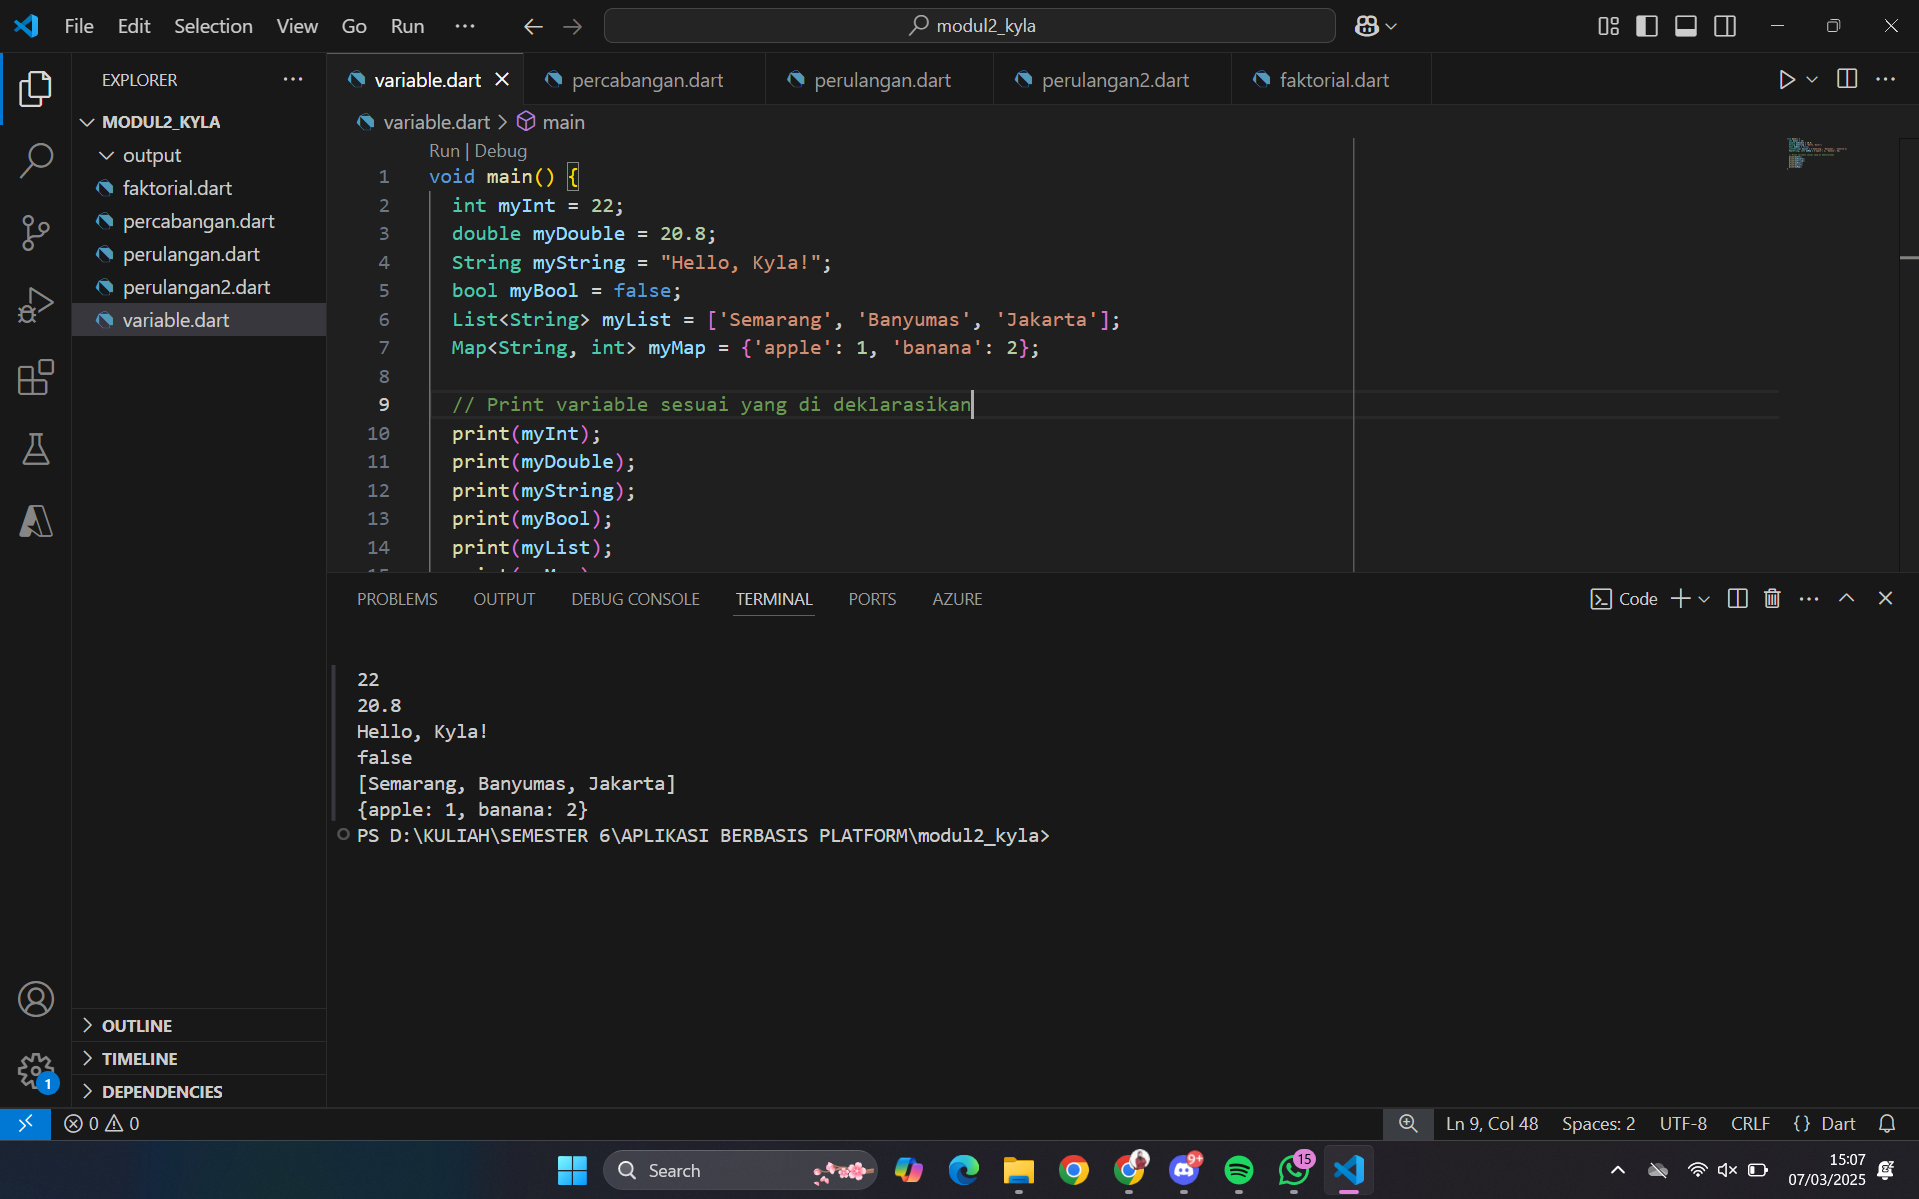 File Edit Selection View Go Run ··· modul2_kyla
EXPLORER ···
MODUL2_KYLA
output
faktorial.dart
percabangan.dart
perulangan.dart
perulangan2.dart
variable.dart
OUTLINE
TIMELINE
DEPENDENCIES
1
variable.dart percabangan.dart perulangan.dart perulangan2.dart faktorial.dart
variable.dart > main
Run | Debug
1 void main() {
2 int myInt = 22;
3 double myDouble = 20.8;
4 String myString = "Hello, Kyla!";
5 bool myBool = false;
6 List<String> myList = ['Semarang', 'Banyumas', 'Jakarta'];
7 Map<String, int> myMap = {'apple': 1, 'banana': 2};
8
9 // Print variable sesuai yang di deklarasikan
10 print(myInt);
11 print(myDouble);
12 print(myString);
13 print(myBool);
14 print(myList);
PROBLEMS OUTPUT DEBUG CONSOLE TERMINAL PORTS AZURE Code
22
20.8
Hello, Kyla!
false
[Semarang, Banyumas, Jakarta]
{apple: 1, banana: 2}
PS D:\KULIAH\SEMESTER 6\APLIKASI BERBASIS PLATFORM\modul2_kyla>
0 0 Ln 9, Col 48 Spaces: 2 UTF-8 CRLF {} Dart
Search 9+ 15 15:07
07/03/2025